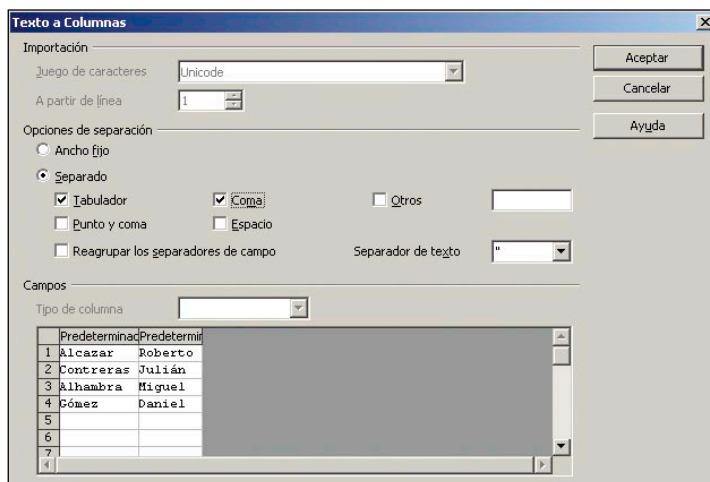 Texto a Columnas
Importación
Juego de caracteres Unicode
A partir de línea 1
Opciones de separación
Ancho fijo
Separado
Tabulador Coma Otros
Punto y coma Espacio
Reagrupar los separadores de campo Separador de texto "
Campos
Tipo de columna
Predeterminac Predetermir
1 Alcazar Roberto
2 Contreras Julián
3 Alhambra Miguel
4 Gómez Daniel
5
6
7
Aceptar
Cancelar
Ayuda